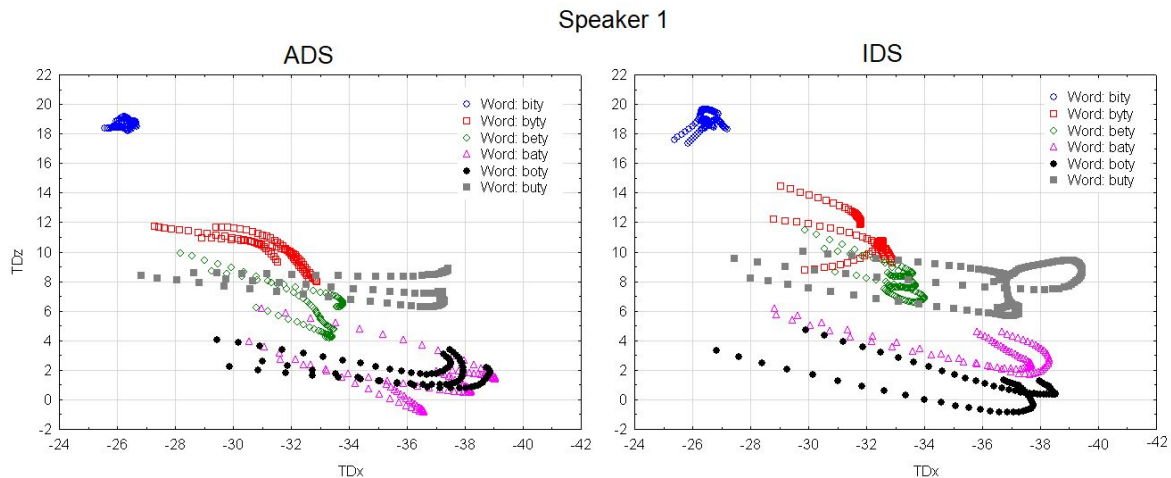 Speaker 1
ADS
IDS
22
20
18
16
14
12
10
8
6
4
2
0
-2
TDz
Word: bity
Word: byty
Word: bety
Word: baty
Word: boty
Word: buty
-24 -26 -28 -30 -32 -34 -36 -38 -40 -42
TDx
22
20
18
16
14
12
10
8
6
4
2
0
-2
Word: bity
Word: byty
Word: bety
Word: baty
Word: boty
Word: buty
-24 -26 -28 -30 -32 -34 -36 -38 -40 -42
TDx